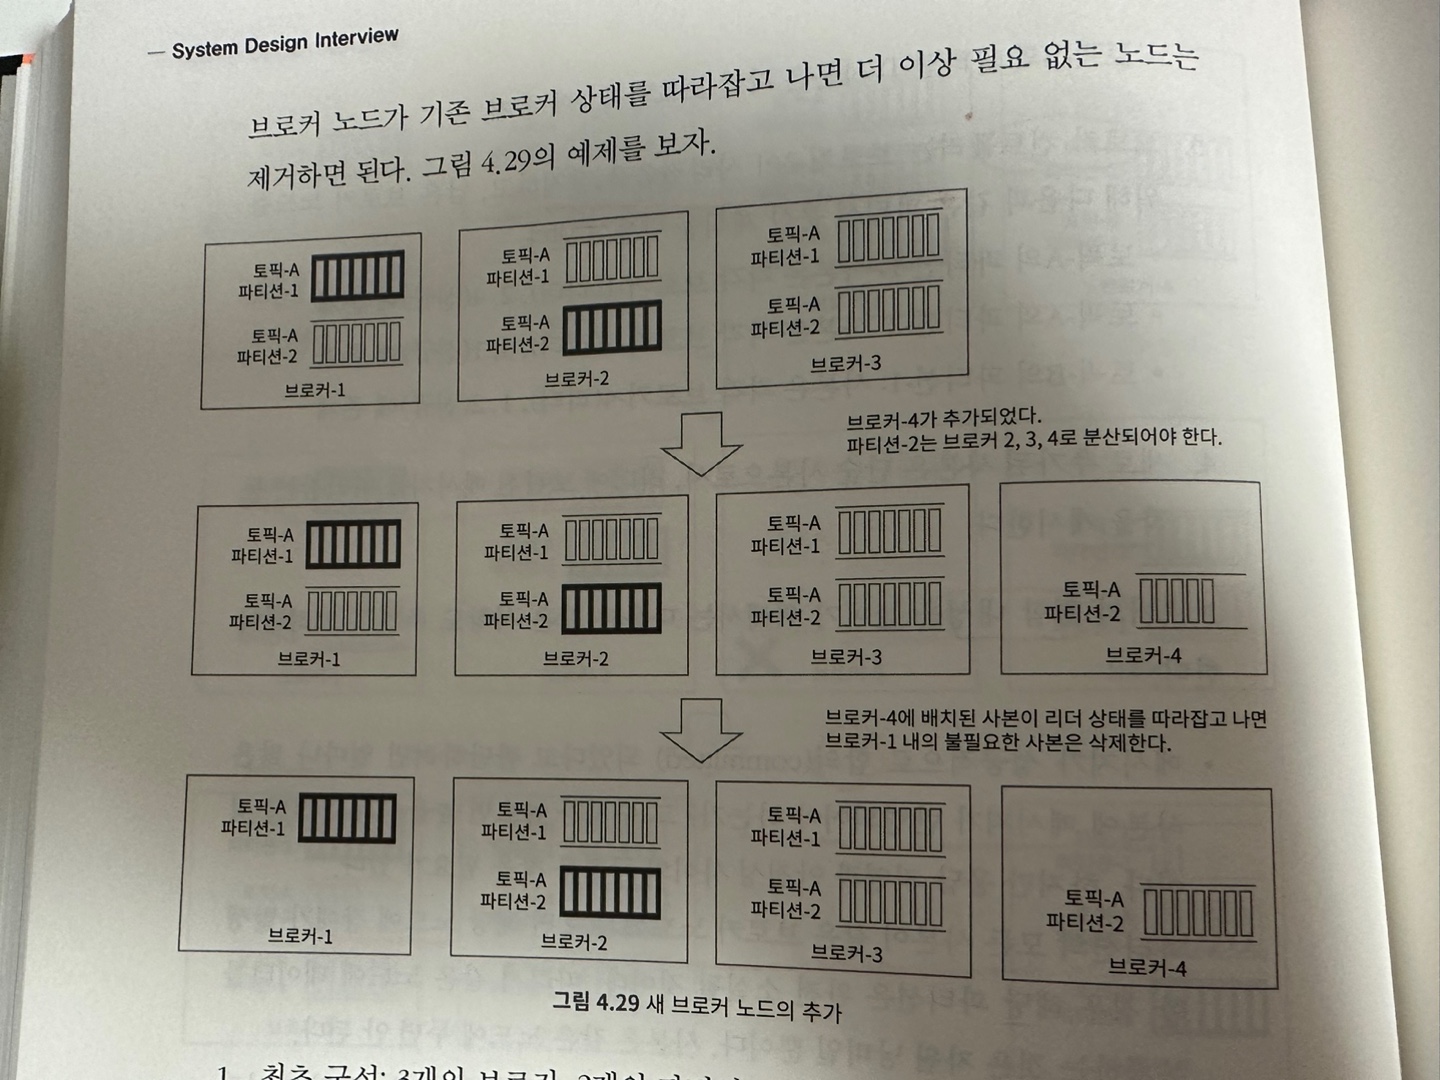 — System Design Interview
브로커 노드가 기존 브로커 상태를 따라잡고 나면 더 이상 필요 없는 노드는
제거하면 된다. 그림 4.29의 예제를 보자.
토픽-A
파티션-1
토픽-A
파티션-2
브로커-1
토픽-A
파티션-1
토픽-A
파티션-2
브로커-2
토픽-A
파티션-1
토픽-A
파티션-2
브로커-3
브로커-4가 추가되었다.
파티션-2는 브로커 2, 3, 4로 분산되어야 한다.
토픽-A
파티션-1
토픽-A
파티션-2
브로커-1
토픽-A
파티션-1
토픽-A
파티션-2
브로커-2
토픽-A
파티션-1
토픽-A
파티션-2
브로커-3
토픽-A
파티션-2
브로커-4
브로커-4에 배치된 사본이 리더 상태를 따라잡고 나면
브로커-1 내의 불필요한 사본은 삭제한다.
토픽-A
파티션-1
브로커-1
토픽-A
파티션-1
토픽-A
파티션-2
브로커-2
토픽-A
파티션-1
토픽-A
파티션-2
브로커-3
토픽-A
파티션-2
브로커-4
그림 4.29 새 브로커 노드의 추가
1. 최초 구성: 3개의 브로커, 2개의